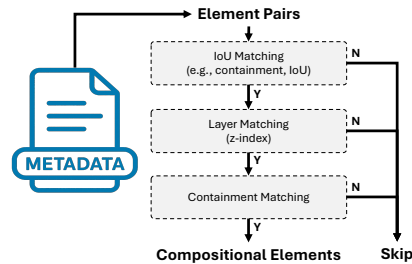 Element Pairs
IoU Matching
(e.g., containment, IoU)
N
Y
METADATA
Layer Matching
(z-index)
N
Y
Containment Matching
N
Y
Compositional Elements
Skip